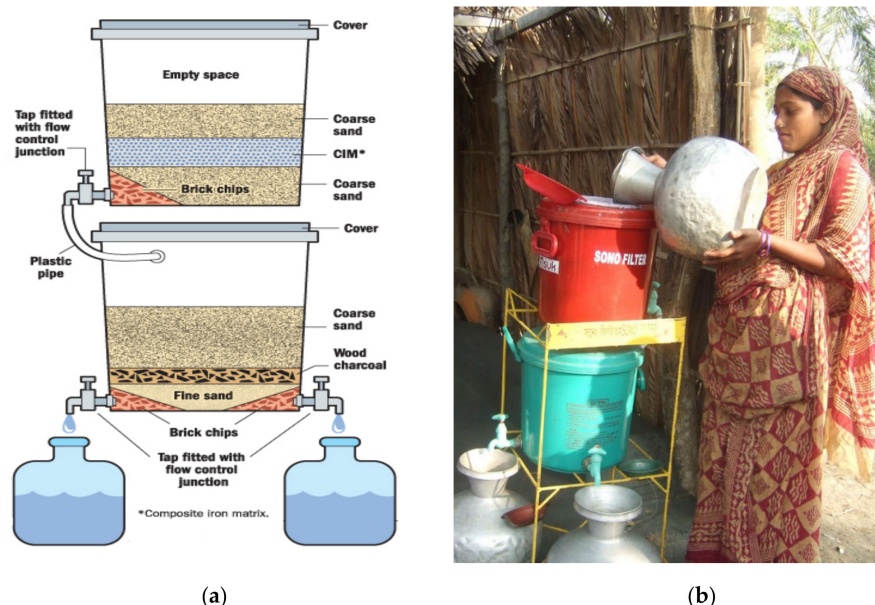 Cover
Empty space
Tap fitted
with flow
control
junction
Coarse
sand
CIM*
Brick chips
Coarse
sand
Cover
Plastic
pipe
Coarse
sand
Wood
charcoal
Fine sand
Brick chips
Tap fitted with
flow control
junction
*Composite iron matrix.
SONO FILTER
(a)
(b)